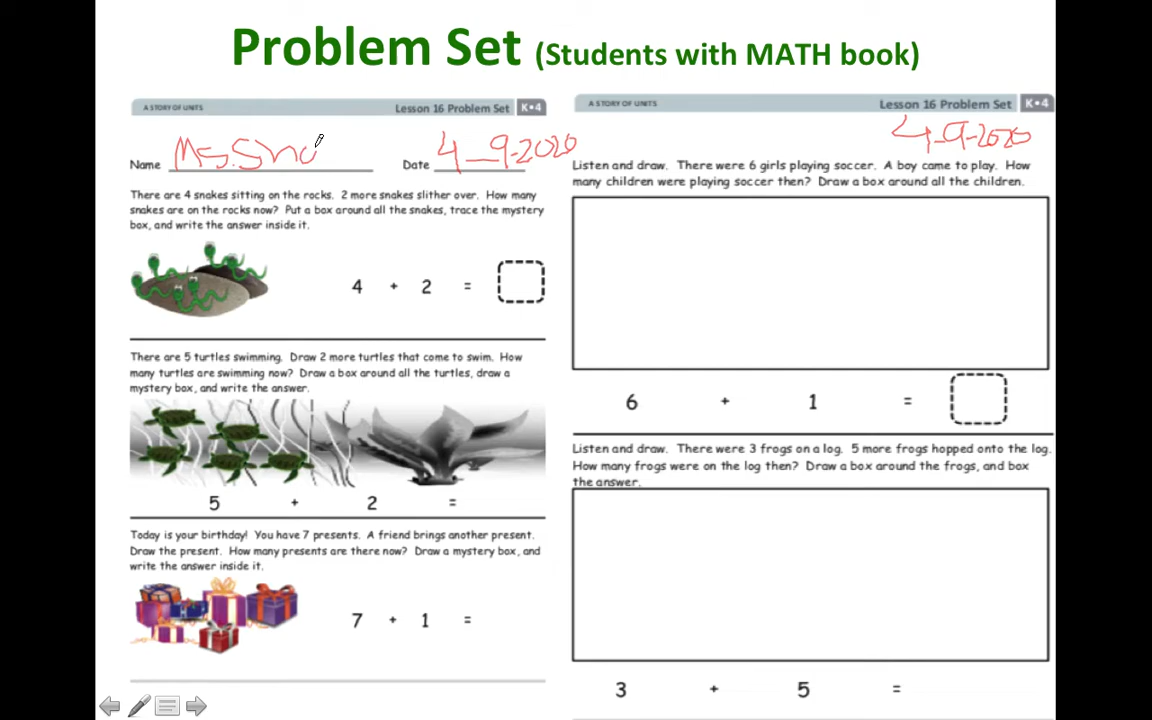 Problem Set (Students with MATH book)
A STORY OF UNITS Lesson 16 Problem Set K•4
Name Date 4-9-2020
There are 4 snakes sitting on the rocks. 2 more snakes slither over. How many
snakes are on the rocks now? Put a box around all the snakes, trace the mystery
box, and write the answer inside it.
4 + 2 =
There are 5 turtles swimming. Draw 2 more turtles that come to swim. How
many turtles are swimming now? Draw a box around all the turtles, draw a
mystery box, and write the answer.
5 + 2 =
Today is your birthday! You have 7 presents. A friend brings another present.
Draw the present. How many presents are there now? Draw a mystery box, and
write the answer inside it.
7 + 1 =
A STORY OF UNITS Lesson 16 Problem Set K•4
4-9-2020
Listen and draw. There were 6 girls playing soccer. A boy came to play. How
many children were playing soccer then? Draw a box around all the children.
6 + 1 =
Listen and draw. There were 3 frogs on a log. 5 more frogs hopped onto the log.
How many frogs were on the log then? Draw a box around the frogs, and box
the answer.
3 + 5 =